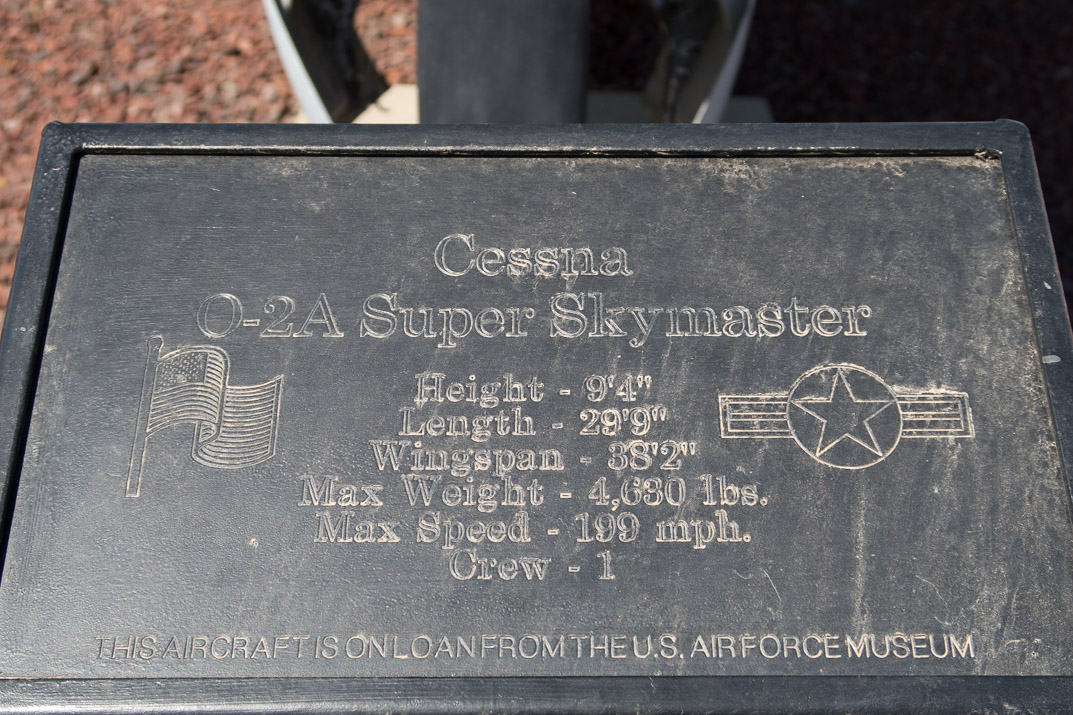 Cessna
O-2A Super Skymaster
Height - 9'4"
Length - 29'9"
Wingspan - 38'2"
Max Weight - 4,630 lbs.
Max Speed - 199 mph.
Crew - 1
THIS AIRCRAFT IS ON LOAN FROM THE U.S. AIR FORCE MUSEUM